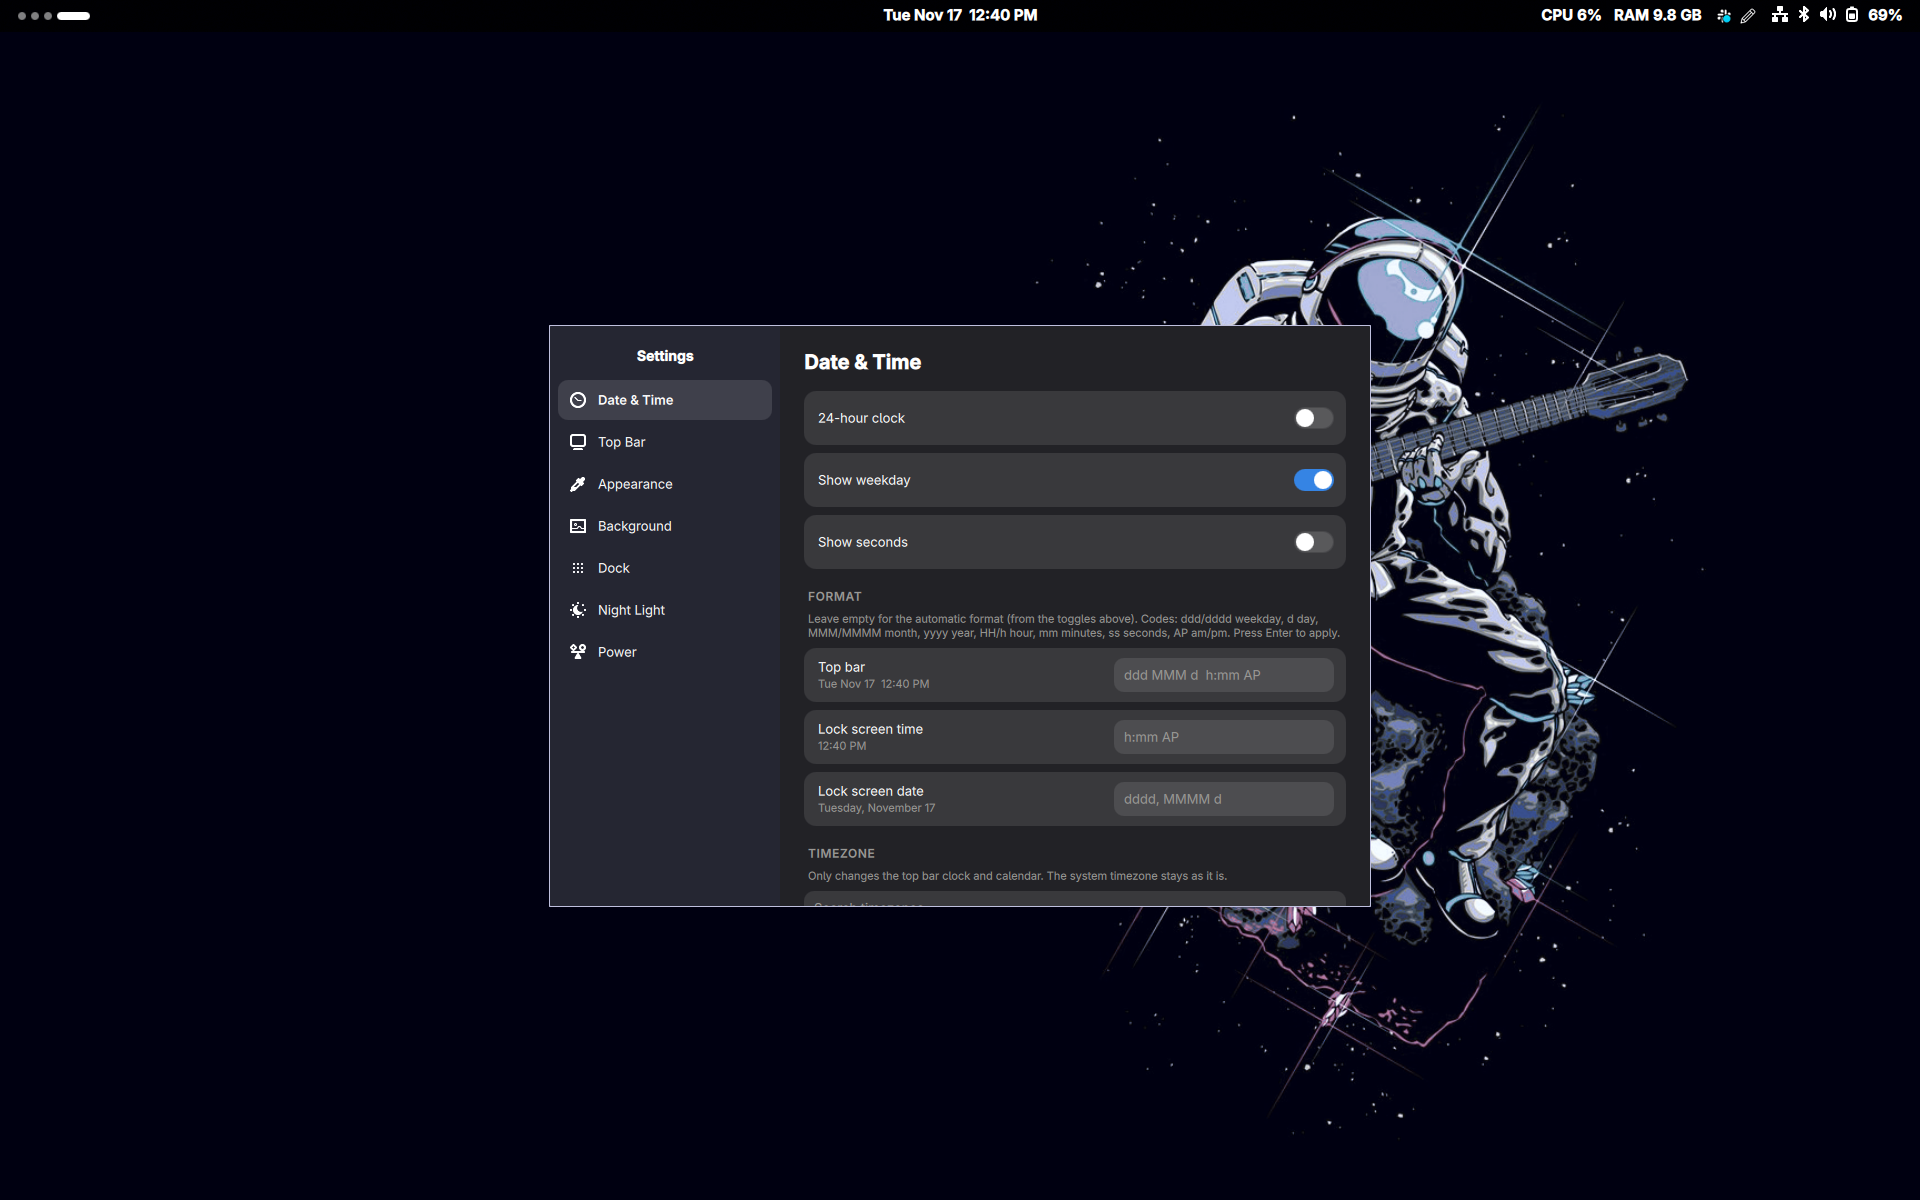 Tue Nov 17  12:40 PM
CPU 6%
RAM 9.8 GB
69%
Settings
Date & Time
Top Bar
Appearance
Background
Dock
Night Light
Power
Date & Time
24-hour clock
Show weekday
Show seconds
FORMAT
Leave empty for the automatic format (from the toggles above). Codes: ddd/dddd weekday, d day,
MMM/MMMM month, yyyy year, HH/h hour, mm minutes, ss seconds, AP am/pm. Press Enter to apply.
Top bar
Tue Nov 17  12:40 PM
ddd MMM d  h:mm AP
Lock screen time
12:40 PM
h:mm AP
Lock screen date
Tuesday, November 17
dddd, MMMM d
TIMEZONE
Only changes the top bar clock and calendar. The system timezone stays as it is.